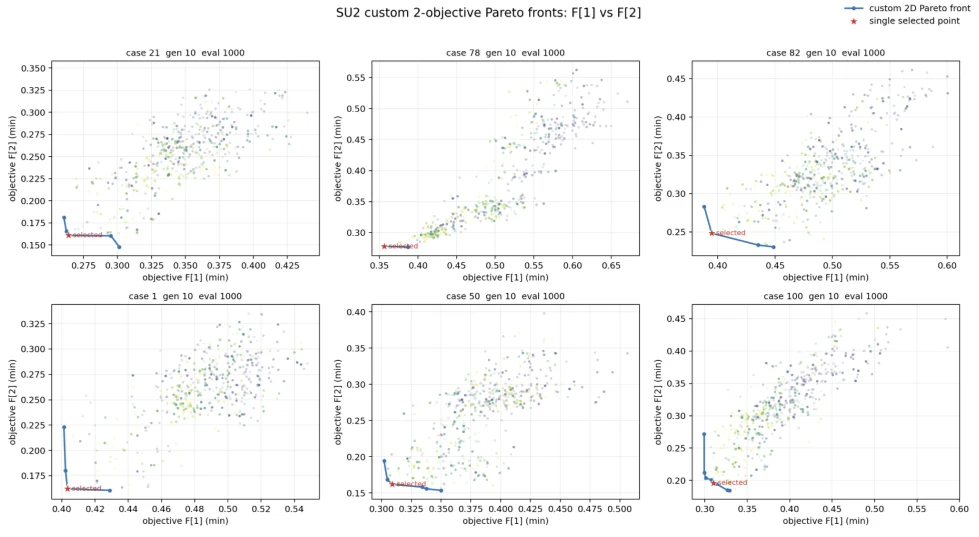 SU2 custom 2-objective Pareto fronts: F[1] vs F[2]
custom 2D Pareto front
single selected point
case 21 gen 10 eval 1000
objective F[2] (min)
0.350
0.325
0.300
0.275
0.250
0.225
0.200
0.175
0.150
selected
0.275 0.300 0.325 0.350 0.375 0.400 0.425
objective F[1] (min)
case 78 gen 10 eval 1000
objective F[2] (min)
0.55
0.50
0.45
0.40
0.35
0.30
selected
0.35 0.40 0.45 0.50 0.55 0.60 0.65
objective F[1] (min)
case 82 gen 10 eval 1000
objective F[2] (min)
0.45
0.40
0.35
0.30
0.25
selected
0.40 0.45 0.50 0.55 0.60
objective F[1] (min)
case 1 gen 10 eval 1000
objective F[2] (min)
0.325
0.300
0.275
0.250
0.225
0.200
0.175
selected
0.40 0.42 0.44 0.46 0.48 0.50 0.52 0.54
objective F[1] (min)
case 50 gen 10 eval 1000
objective F[2] (min)
0.40
0.35
0.30
0.25
0.20
0.15
selected
0.300 0.325 0.350 0.375 0.400 0.425 0.450 0.475 0.500
objective F[1] (min)
case 100 gen 10 eval 1000
objective F[2] (min)
0.45
0.40
0.35
0.30
0.25
0.20
selected
0.30 0.35 0.40 0.45 0.50 0.55 0.60
objective F[1] (min)